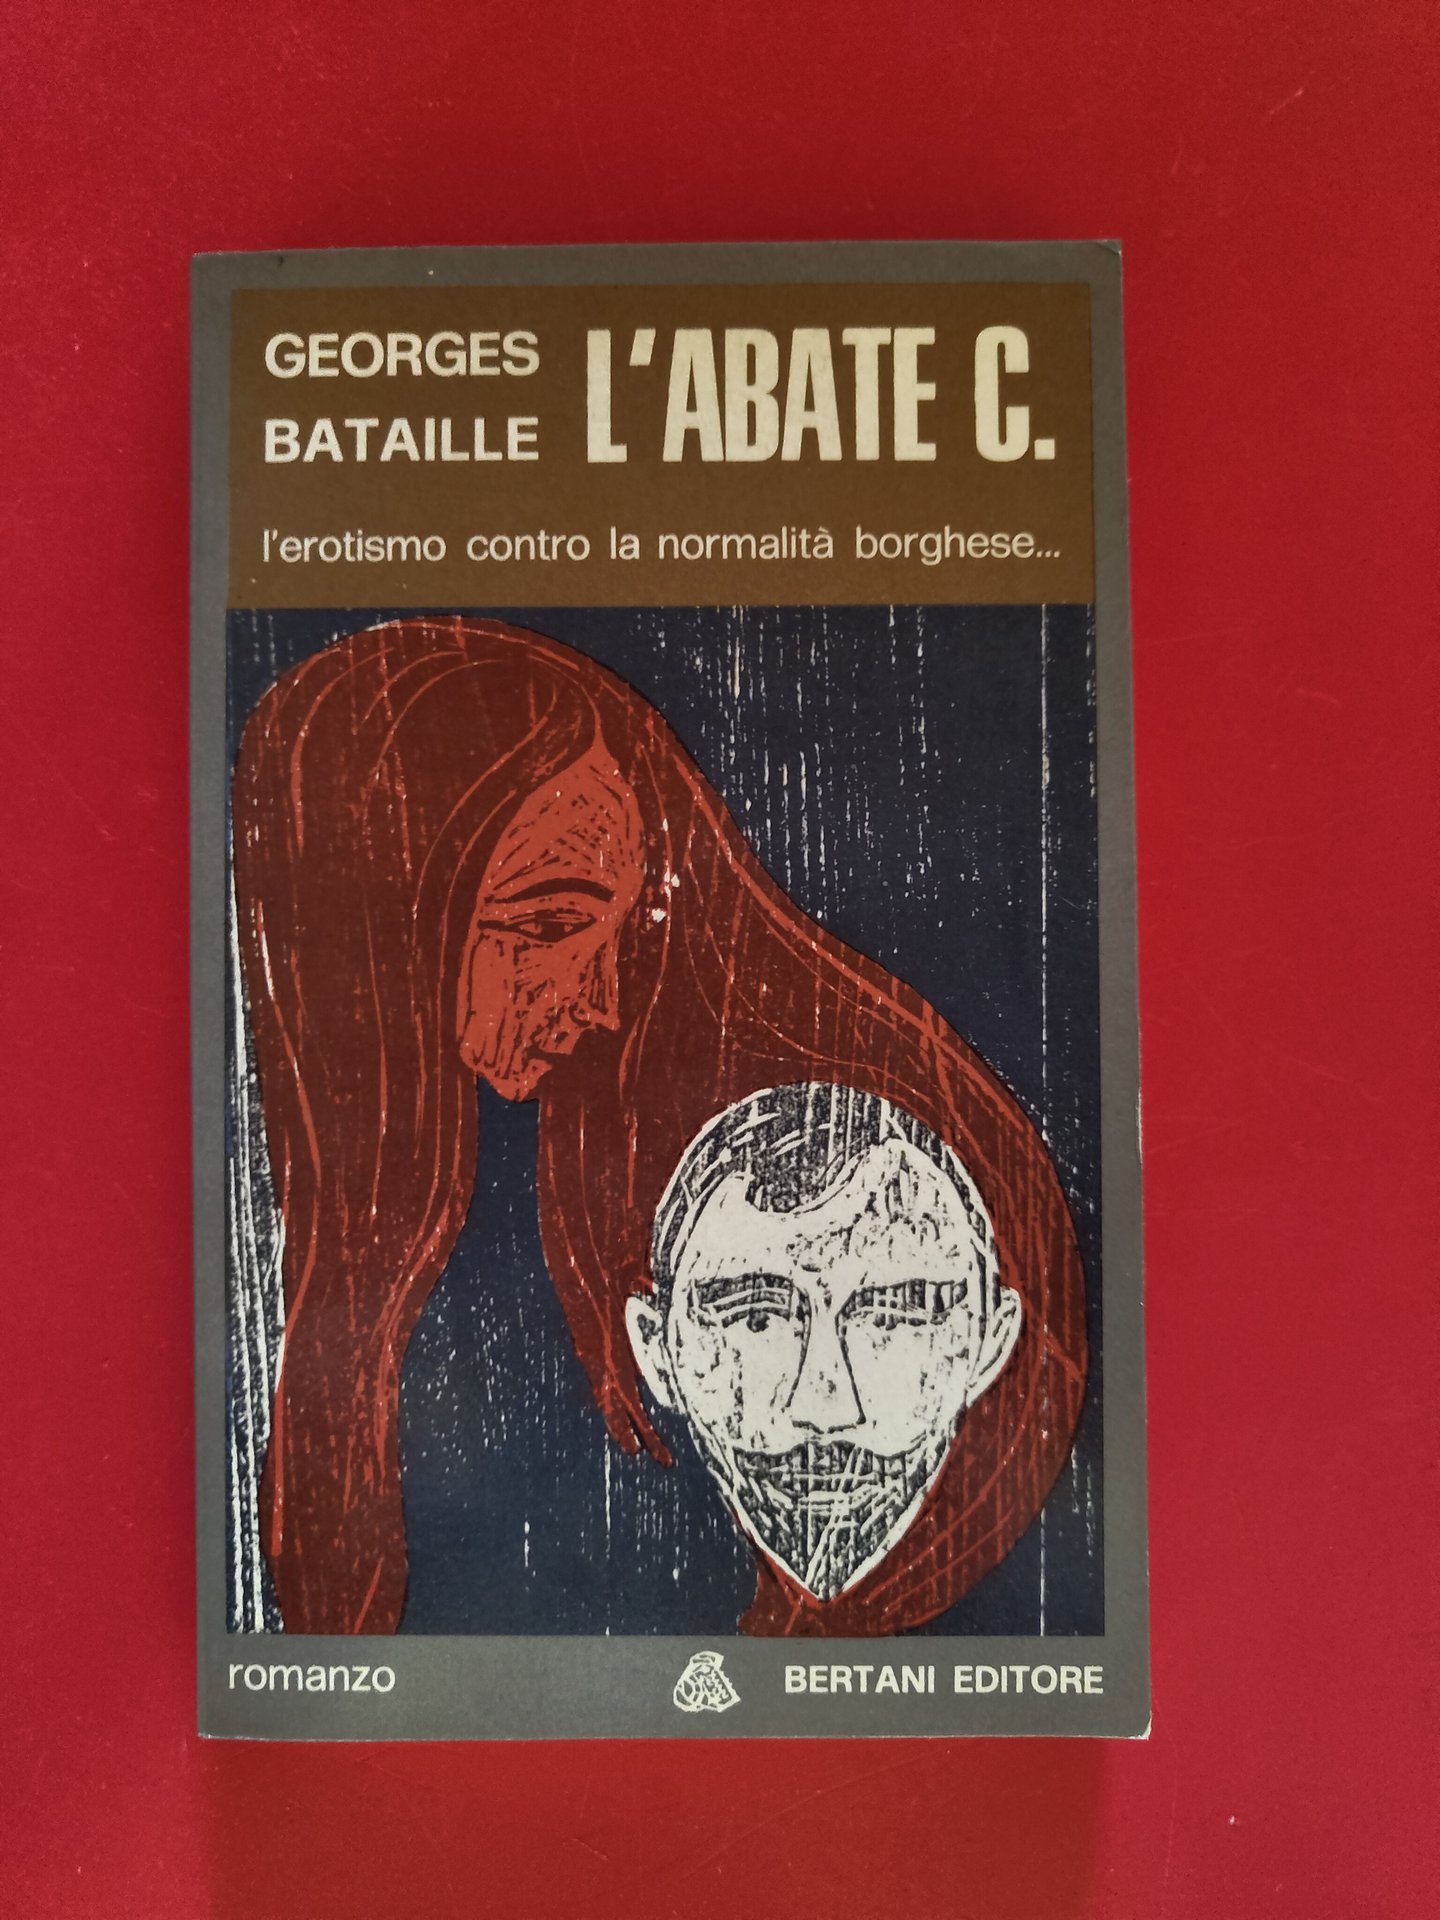 GEORGES
BATAILLE
L'ABATE C.
l'erotismo contro la normalità borghese...
romanzo
BERTANI EDITORE